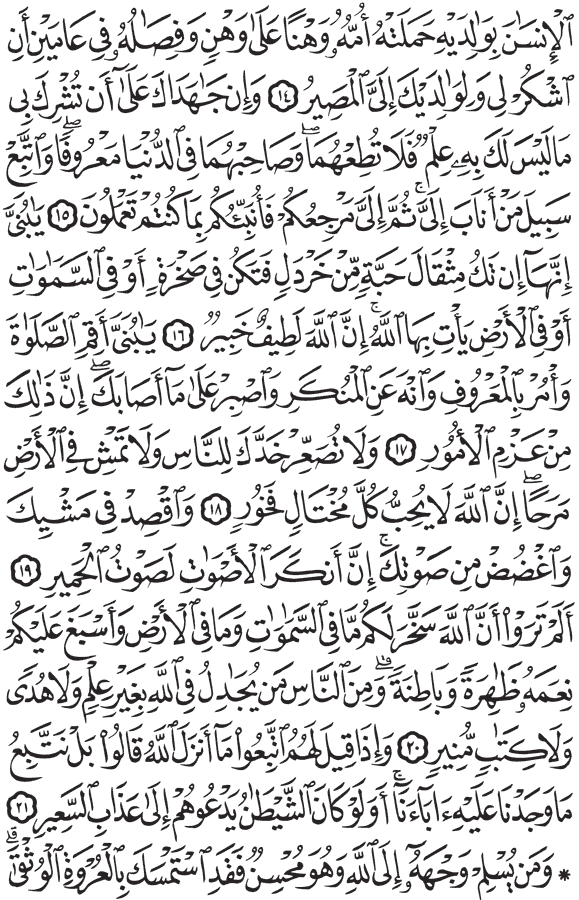 ٱلْإِنسَٰنَ بِوَٰلِدَيْهِ حَمَلَتْهُ أُمُّهُۥ وَهْنًا عَلَىٰ وَهْنٍ وَفِصَٰلُهُۥ فِى عَامَيْنِ أَنِ
ٱشْكُرْ لِى وَلِوَٰلِدَيْكَ إِلَىَّ ٱلْمَصِيرُ ١٤ وَإِن جَٰهَدَاكَ عَلَىٰٓ أَن تُشْرِكَ بِى
مَا لَيْسَ لَكَ بِهِۦ عِلْمٌ فَلَا تُطِعْهُمَا ۖ وَصَاحِبْهُمَا فِى ٱلدُّنْيَا مَعْرُوفًا ۖ وَٱتَّبِعْ
سَبِيلَ مَنْ أَنَابَ إِلَىَّ ۚ ثُمَّ إِلَىَّ مَرْجِعُكُمْ فَأُنَبِّئُكُم بِمَا كُنتُمْ تَعْمَلُونَ ١٥ يَٰبُنَىَّ
إِنَّهَآ إِن تَكُ مِثْقَالَ حَبَّةٍ مِّنْ خَرْدَلٍ فَتَكُن فِى صَخْرَةٍ أَوْ فِى ٱلسَّمَٰوَٰتِ
أَوْ فِى ٱلْأَرْضِ يَأْتِ بِهَا ٱللَّهُ ۚ إِنَّ ٱللَّهَ لَطِيفٌ خَبِيرٌ ١٦ يَٰبُنَىَّ أَقِمِ ٱلصَّلَوٰةَ
وَأْمُرْ بِٱلْمَعْرُوفِ وَٱنْهَ عَنِ ٱلْمُنكَرِ وَٱصْبِرْ عَلَىٰ مَآ أَصَابَكَ ۖ إِنَّ ذَٰلِكَ
مِنْ عَزْمِ ٱلْأُمُورِ ١٧ وَلَا تُصَعِّرْ خَدَّكَ لِلنَّاسِ وَلَا تَمْشِ فِى ٱلْأَرْضِ
مَرَحًا ۖ إِنَّ ٱللَّهَ لَا يُحِبُّ كُلَّ مُخْتَالٍ فَخُورٍ ١٨ وَٱقْصِدْ فِى مَشْيِكَ
وَٱغْضُضْ مِن صَوْتِكَ ۚ إِنَّ أَنكَرَ ٱلْأَصْوَٰتِ لَصَوْتُ ٱلْحَمِيرِ ١٩
أَلَمْ تَرَوْا۟ أَنَّ ٱللَّهَ سَخَّرَ لَكُم مَّا فِى ٱلسَّمَٰوَٰتِ وَمَا فِى ٱلْأَرْضِ وَأَسْبَغَ عَلَيْكُمْ
نِعَمَهُۥ ظَٰهِرَةً وَبَاطِنَةً ۗ وَمِنَ ٱلنَّاسِ مَن يُجَٰدِلُ فِى ٱللَّهِ بِغَيْرِ عِلْمٍ وَلَا هُدًى
وَلَا كِتَٰبٍ مُّنِيرٍ ٢٠ وَإِذَا قِيلَ لَهُمُ ٱتَّبِعُوا۟ مَآ أَنزَلَ ٱللَّهُ قَالُوا۟ بَلْ نَتَّبِعُ
مَا وَجَدْنَا عَلَيْهِ ءَابَآءَنَآ ۚ أَوَلَوْ كَانَ ٱلشَّيْطَٰنُ يَدْعُوهُمْ إِلَىٰ عَذَابِ ٱلسَّعِيرِ ٢١
* وَمَن يُسْلِمْ وَجْهَهُۥٓ إِلَى ٱللَّهِ وَهُوَ مُحْسِنٌ فَقَدِ ٱسْتَمْسَكَ بِٱلْعُرْوَةِ ٱلْوُثْقَىٰ ۗ